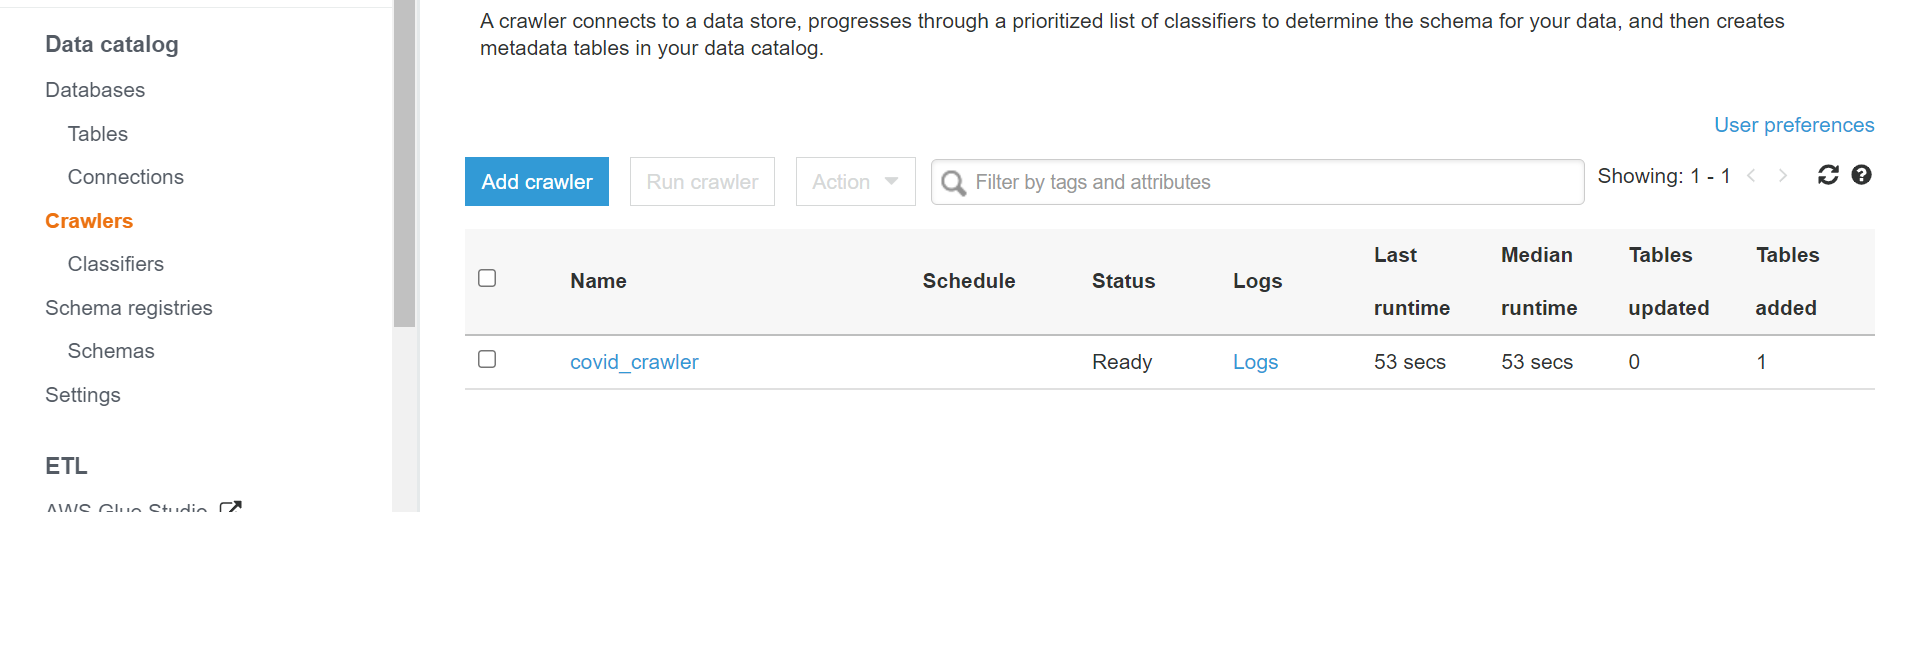 A crawler connects to a data store, progresses through a prioritized list of classifiers to determine the schema for your data, and then creates
metadata tables in your data catalog.
Data catalog
Databases
Tables
Connections
Crawlers
Classifiers
Schema registries
Schemas
Settings
ETL
AWS Glue Studio
User preferences
Add crawler Run crawler Action Filter by tags and attributes Showing: 1 - 1
Name Schedule Status Logs Last runtime Median runtime Tables updated Tables added
covid_crawler Ready Logs 53 secs 53 secs 0 1